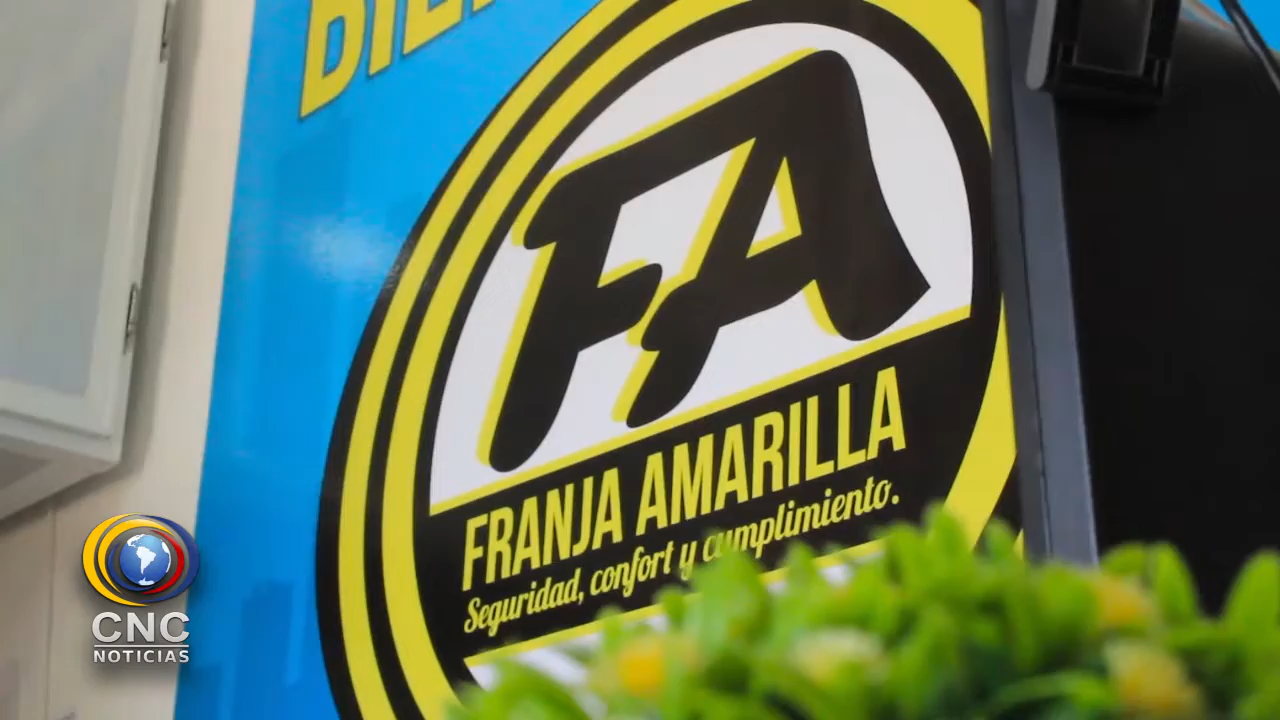 FA
FRANJA AMARILLA
Seguridad, confort y cumplimiento.
CNC
NOTICIAS